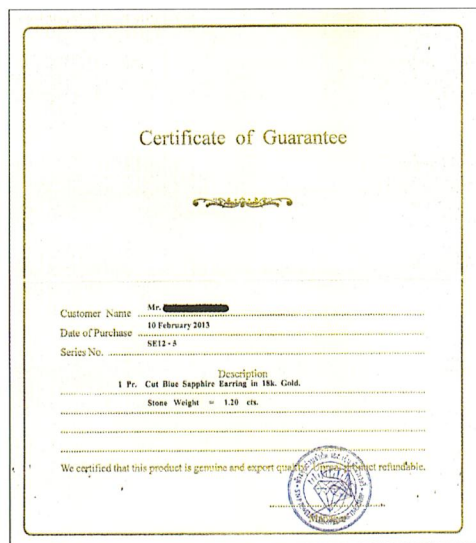 Certificate of Guarantee
Customer Name Mr.
Date of Purchase 10 February 2013
Series No. SE12 - 5
Description
1 Pr. Cut Blue Sapphire Earring in 18k. Gold.
Stone Weight = 1.20 cts.
We certified that this product is genuine and export refundable.